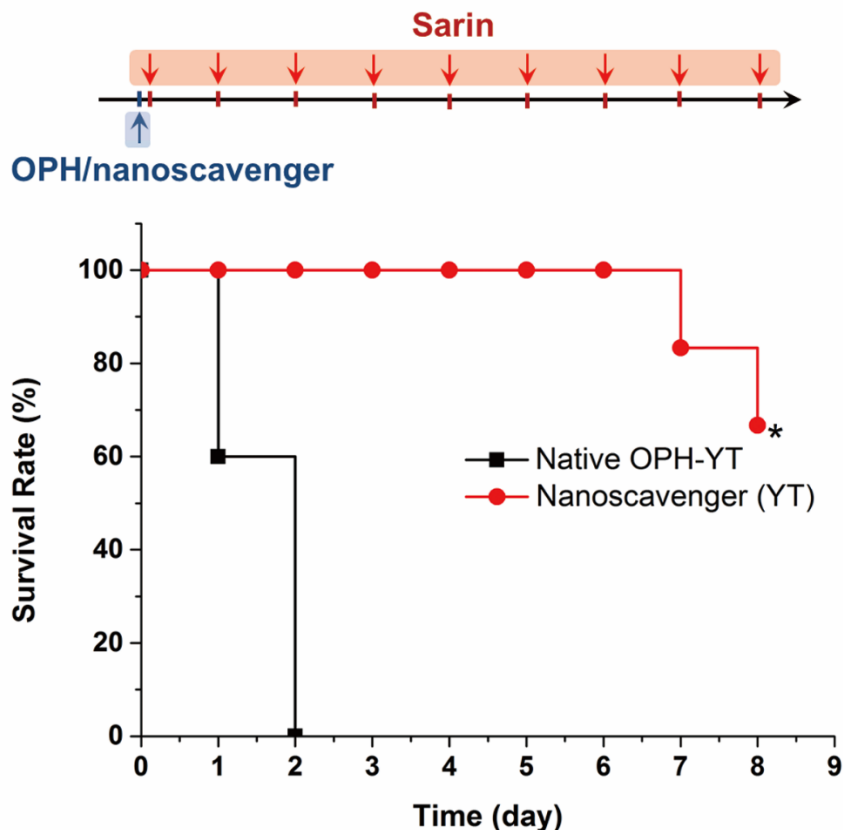 Sarin
OPH/nanoscavenger
Survival Rate (%)
100
80
60
40
20
0
*
Native OPH-YT
Nanoscavenger (YT)
0 1 2 3 4 5 6 7 8 9
Time (day)